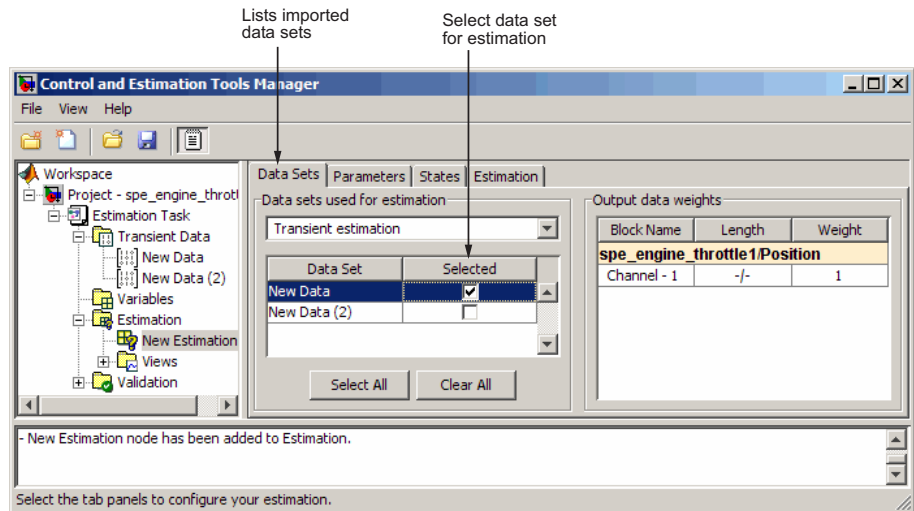 Lists imported
data sets
Select data set
for estimation
Control and Estimation Tools Manager
File View Help
Workspace
Project - spe_engine_throtl
Estimation Task
Transient Data
New Data
New Data (2)
Variables
Estimation
New Estimation
Views
Validation
Data Sets Parameters States Estimation
Data sets used for estimation
Transient estimation
Data Set Selected
New Data
New Data (2)
Select All Clear All
Output data weights
Block Name Length Weight
spe_engine_throttle1/Position
Channel - 1 -/- 1
- New Estimation node has been added to Estimation.
Select the tab panels to configure your estimation.